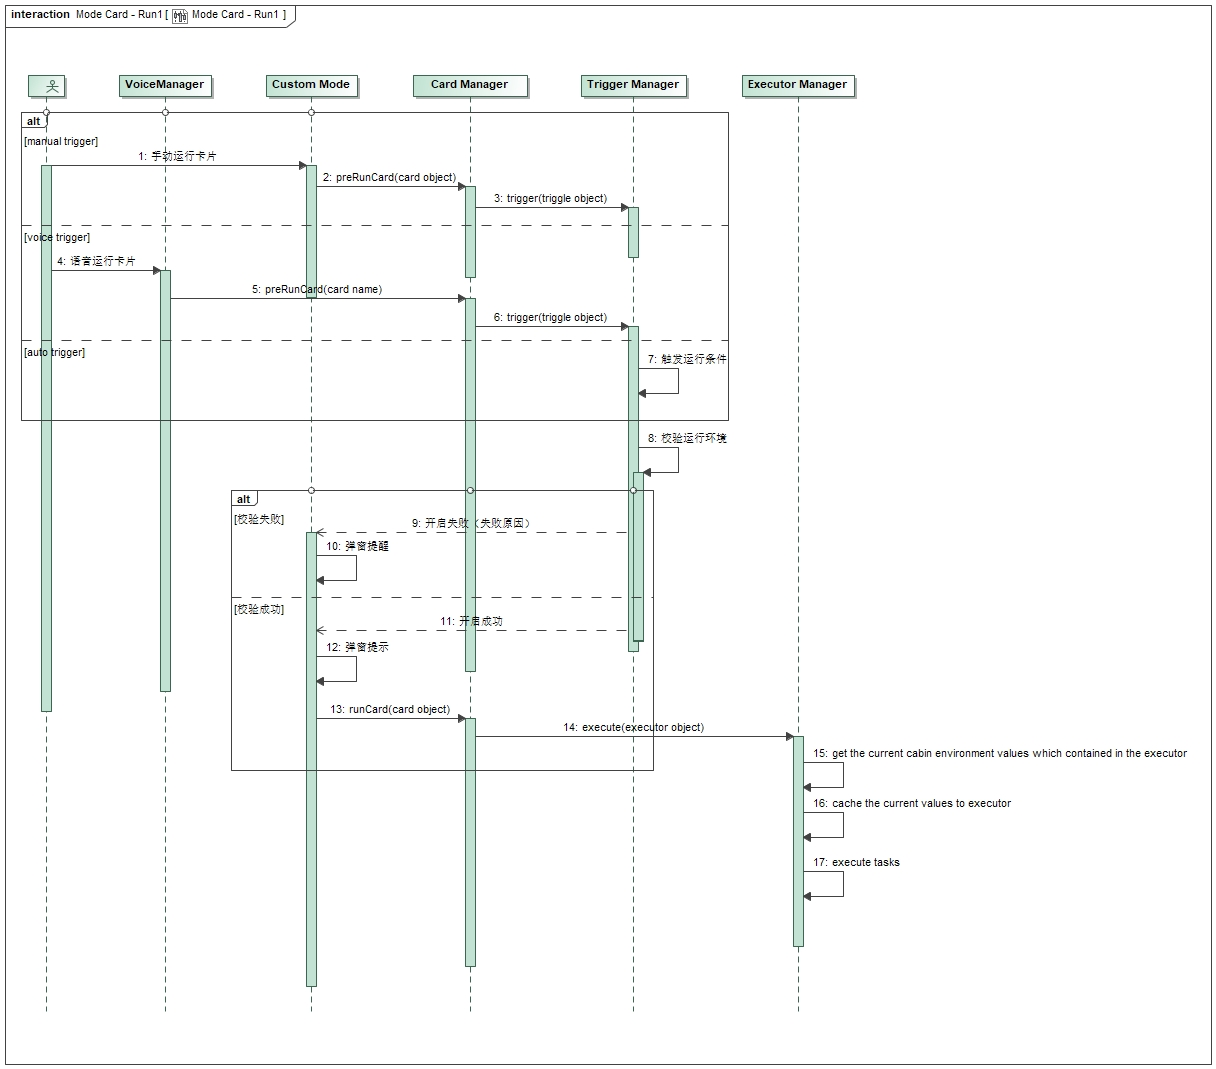 interaction Mode Card - Run1 [ Mode Card - Run1 ]
VoiceManager
Custom Mode
Card Manager
Trigger Manager
Executor Manager
alt
[manual trigger]
1: 手动运行卡片
2: preRunCard(card object)
3: trigger(triggle object)
[voice trigger]
4: 语音运行卡片
5: preRunCard(card name)
6: trigger(triggle object)
[auto trigger]
7: 触发运行条件
8: 校验运行环境
alt
[校验失败]
9: 开启失败（失败原因）
10: 弹窗提醒
[校验成功]
11: 开启成功
12: 弹窗提示
13: runCard(card object)
14: execute(executor object)
15: get the current cabin environment values which contained in the executor
16: cache the current values to executor
17: execute tasks